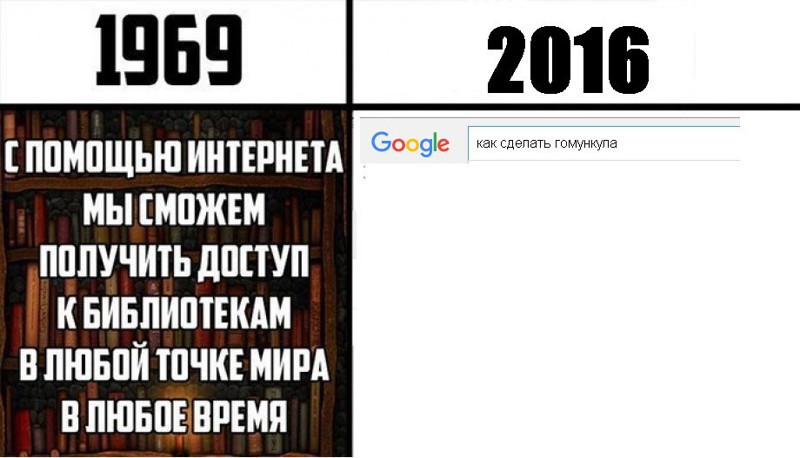 1969
2016
С ПОМОЩЬЮ ИНТЕРНЕТА
МЫ СМОЖЕМ
ПОЛУЧИТЬ ДОСТУП
К БИБЛИОТЕКАМ
В ЛЮБОЙ ТОЧКЕ МИРА
В ЛЮБОЕ ВРЕМЯ
Google
как сделать гомункула